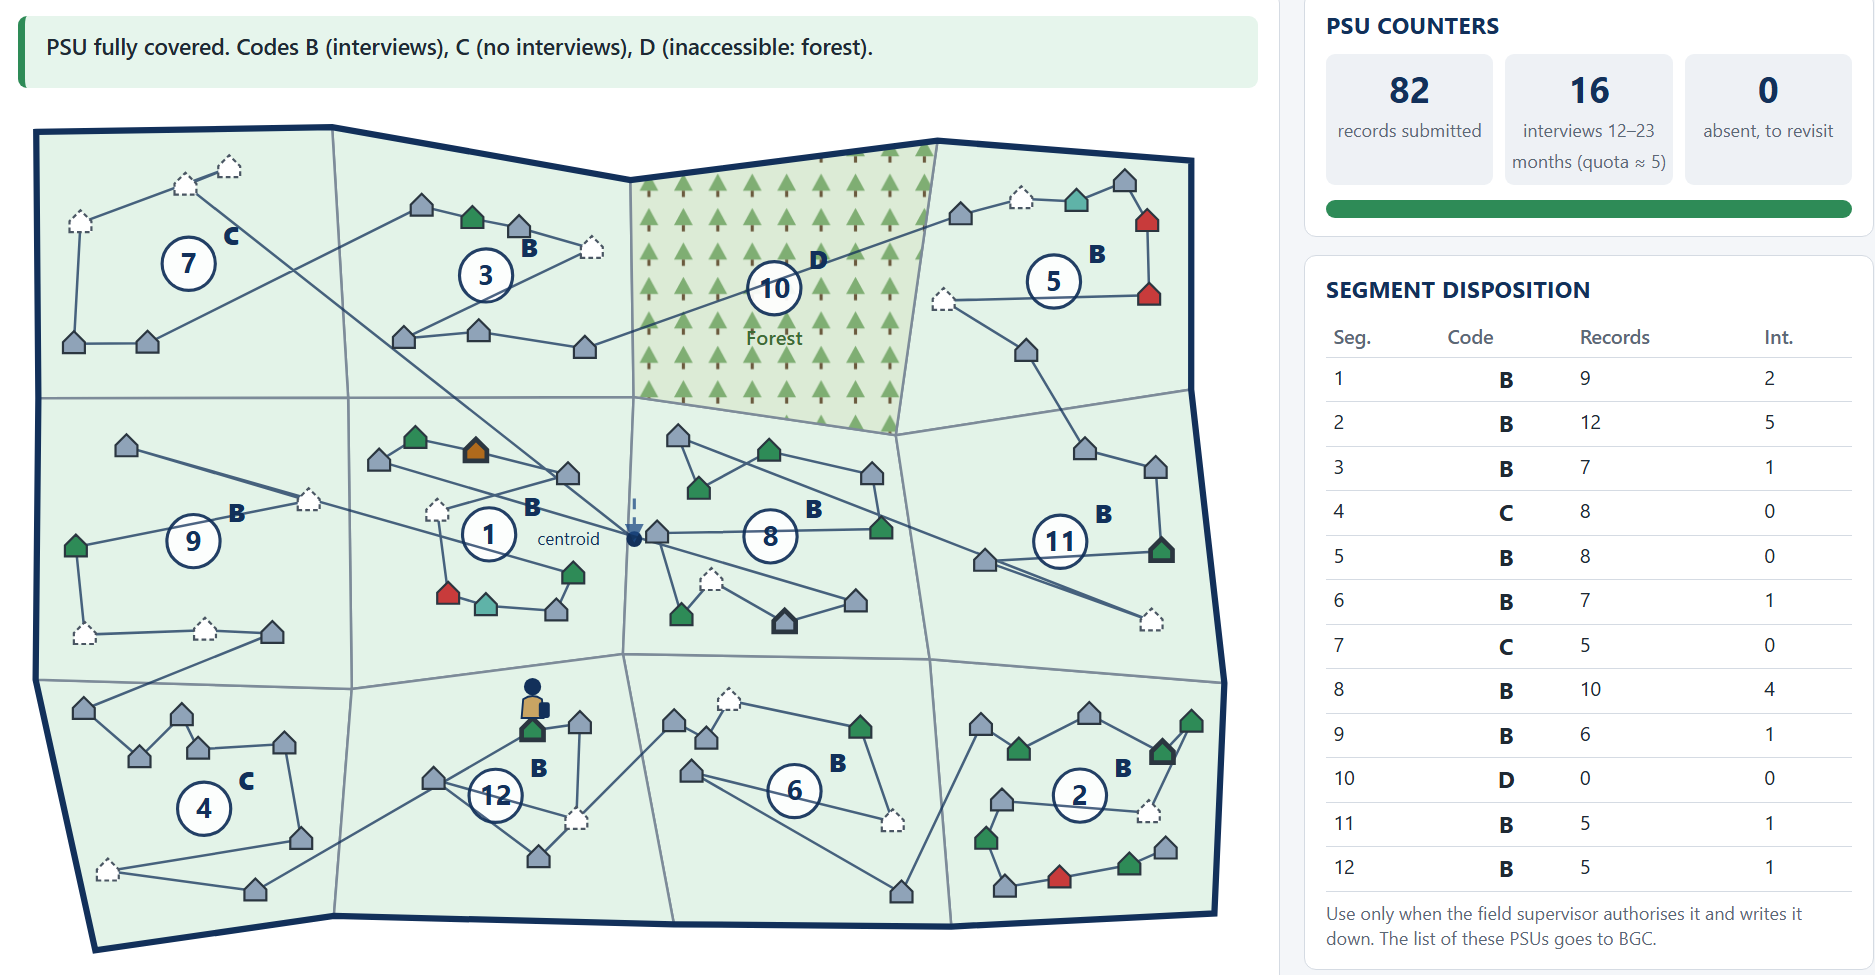 PSU fully covered. Codes B (interviews), C (no interviews), D (inaccessible: forest).
C
7
B
3
D
10
Forest
B
5
B
9
B
1
centroid
B
8
B
11
C
4
B
12
B
6
B
2
PSU COUNTERS
82
records submitted
16
interviews 12–23
months (quota ≈ 5)
0
absent, to revisit
SEGMENT DISPOSITION
Seg. Code Records Int.
1 B 9 2
2 B 12 5
3 B 7 1
4 C 8 0
5 B 8 0
6 B 7 1
7 C 5 0
8 B 10 4
9 B 6 1
10 D 0 0
11 B 5 1
12 B 5 1
Use only when the field supervisor authorises it and writes it
down. The list of these PSUs goes to BGC.